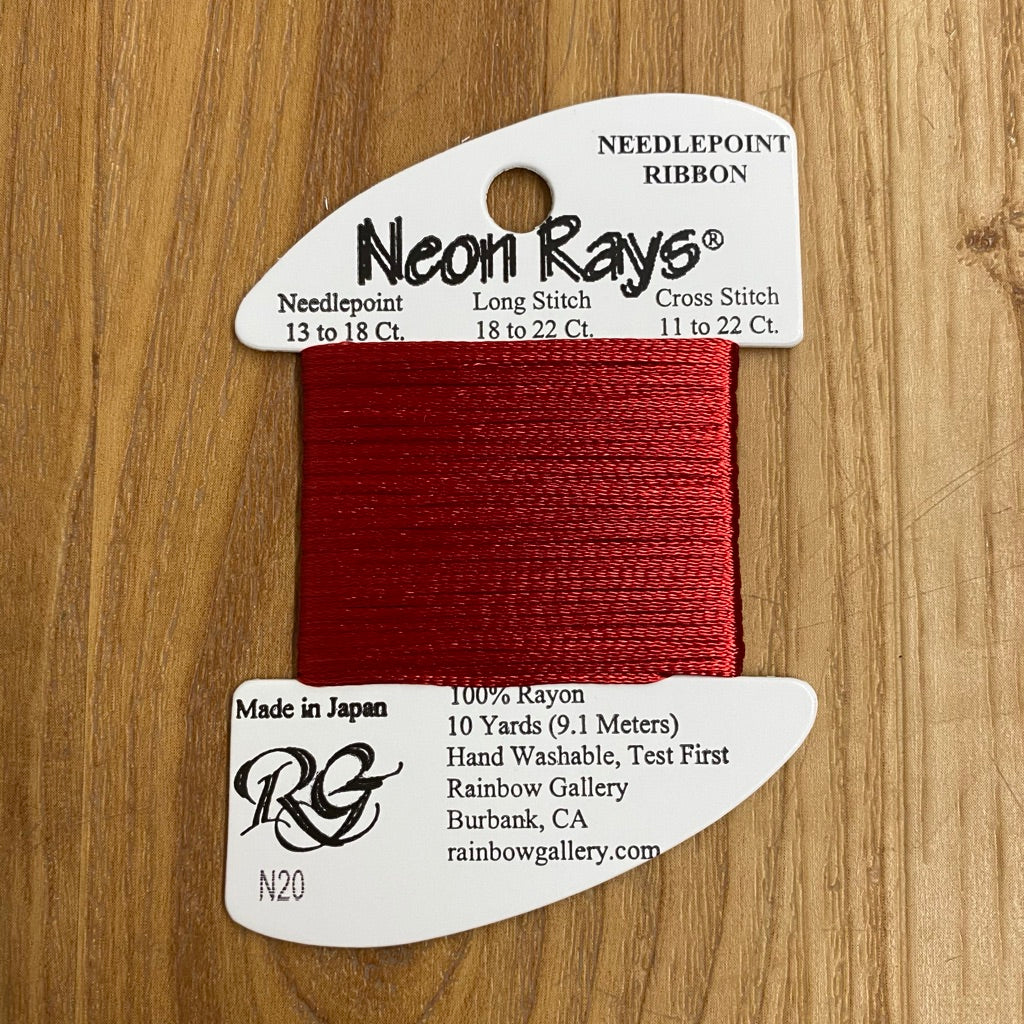 NEEDLEPOINT
RIBBON
Neon Rays®
Needlepoint Long Stitch Cross Stitch
13 to 18 Ct. 18 to 22 Ct. 11 to 22 Ct.
Made in Japan
RG
N20
100% Rayon
10 Yards (9.1 Meters)
Hand Washable, Test First
Rainbow Gallery
Burbank, CA
rainbowgallery.com